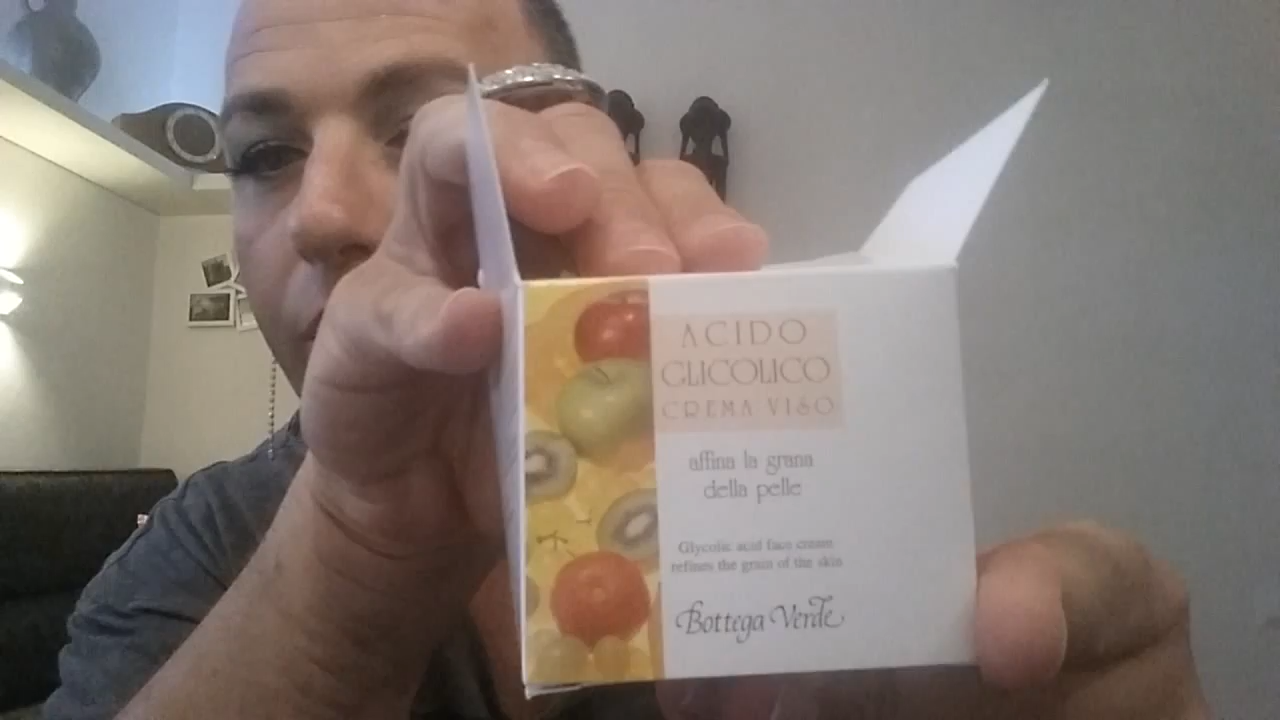 ACIDO
GLICOLICO
CREMA VISO
affina la grana
della pelle
Glycolic acid face cream
refines the grain of the skin
Bottega Verde